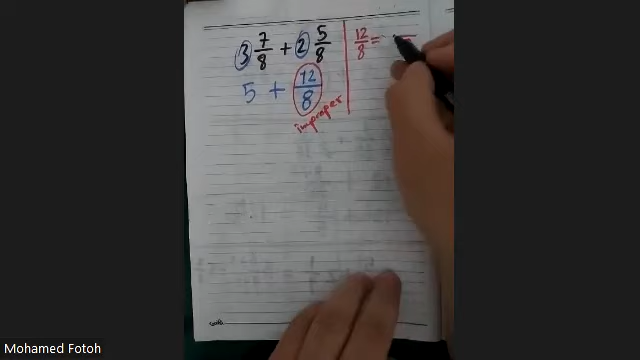 3 7/8 + 2 5/8
5 + 12/8
improper
12/8 =
Mohamed Fotoh